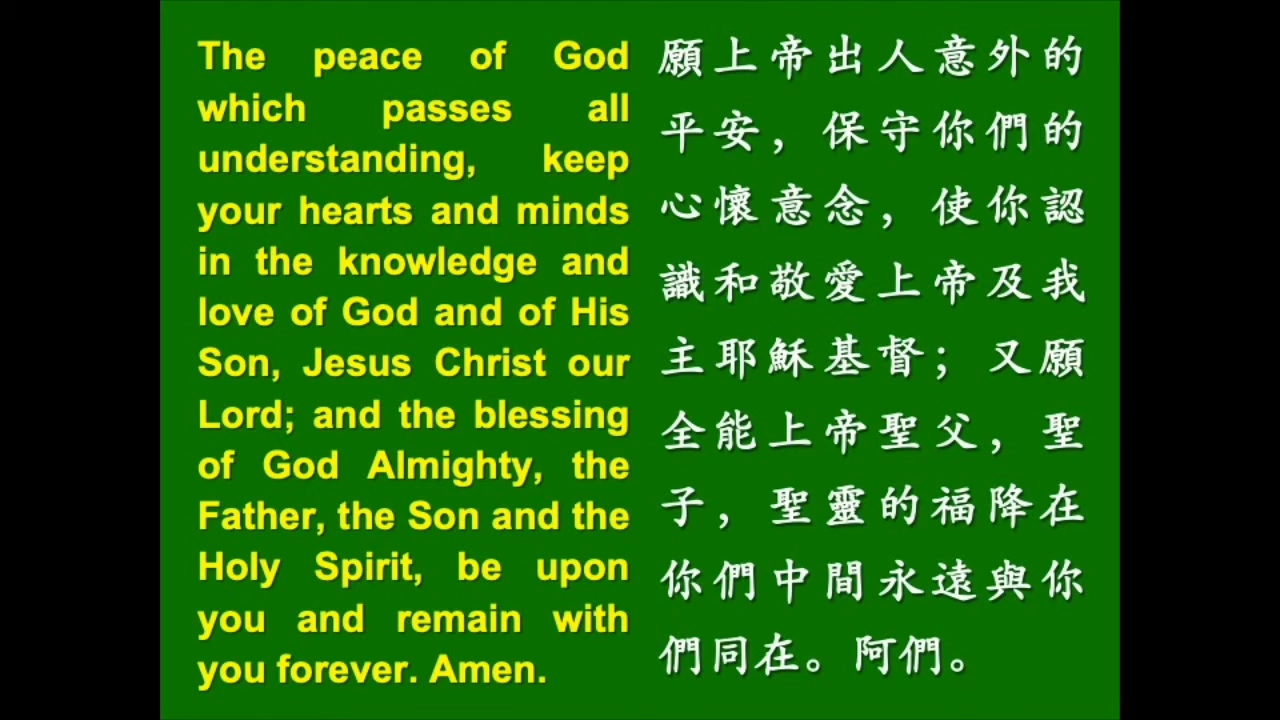 The peace of God
which passes all
understanding, keep
your hearts and minds
in the knowledge and
love of God and of His
Son, Jesus Christ our
Lord; and the blessing
of God Almighty, the
Father, the Son and the
Holy Spirit, be upon
you and remain with
you forever. Amen.
願上帝出人意外的
平安，保守你們的
心懷意念，使你認
識和敬愛上帝及我
主耶穌基督；又願
全能上帝聖父，聖
子，聖靈的福降在
你們中間永遠與你
們同在。阿們。